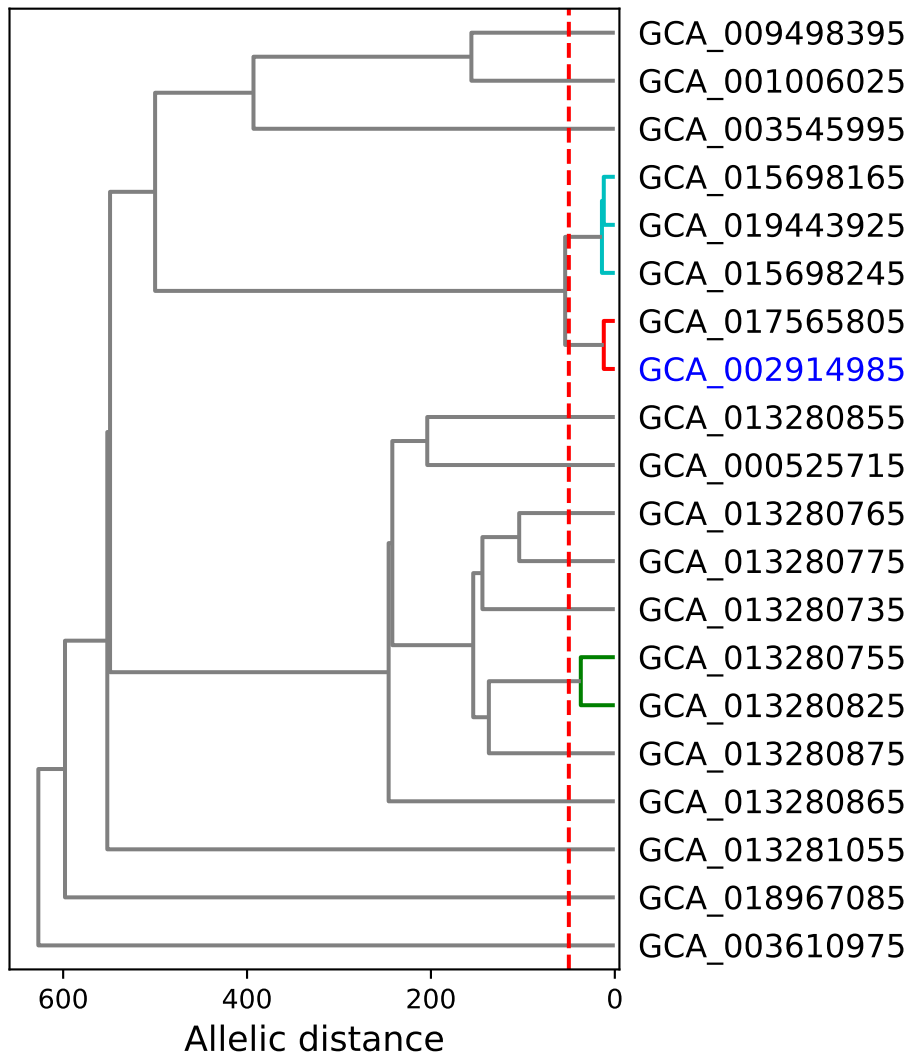 GCA_009498395
GCA_001006025
GCA_003545995
GCA_015698165
GCA_019443925
GCA_015698245
GCA_017565805
GCA_002914985
GCA_013280855
GCA_000525715
GCA_013280765
GCA_013280775
GCA_013280735
GCA_013280755
GCA_013280825
GCA_013280875
GCA_013280865
GCA_013281055
GCA_018967085
GCA_003610975
600 400 200 0
Allelic distance